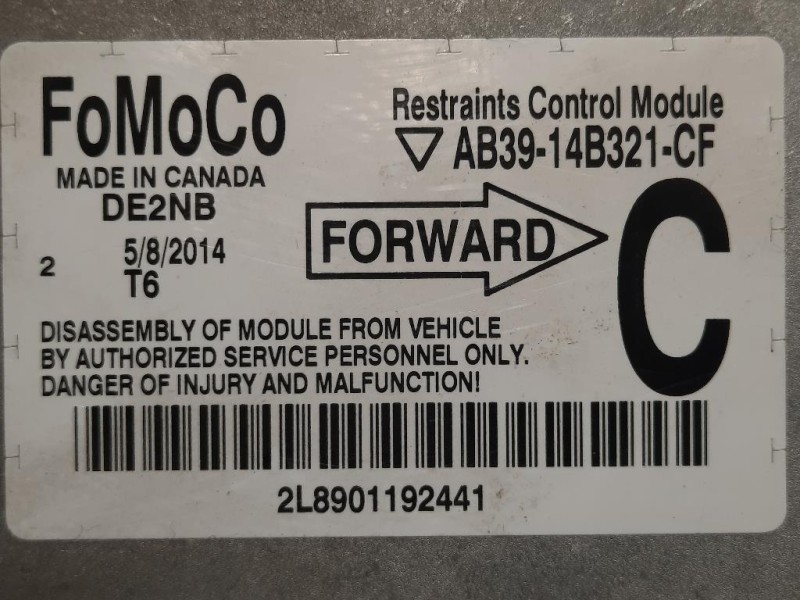 FoMoCo
MADE IN CANADA
DE2NB
2 5/8/2014
T6
Restraints Control Module
AB39-14B321-CF
FORWARD
C
DISASSEMBLY OF MODULE FROM VEHICLE
BY AUTHORIZED SERVICE PERSONNEL ONLY.
DANGER OF INJURY AND MALFUNCTION!
2L8901192441